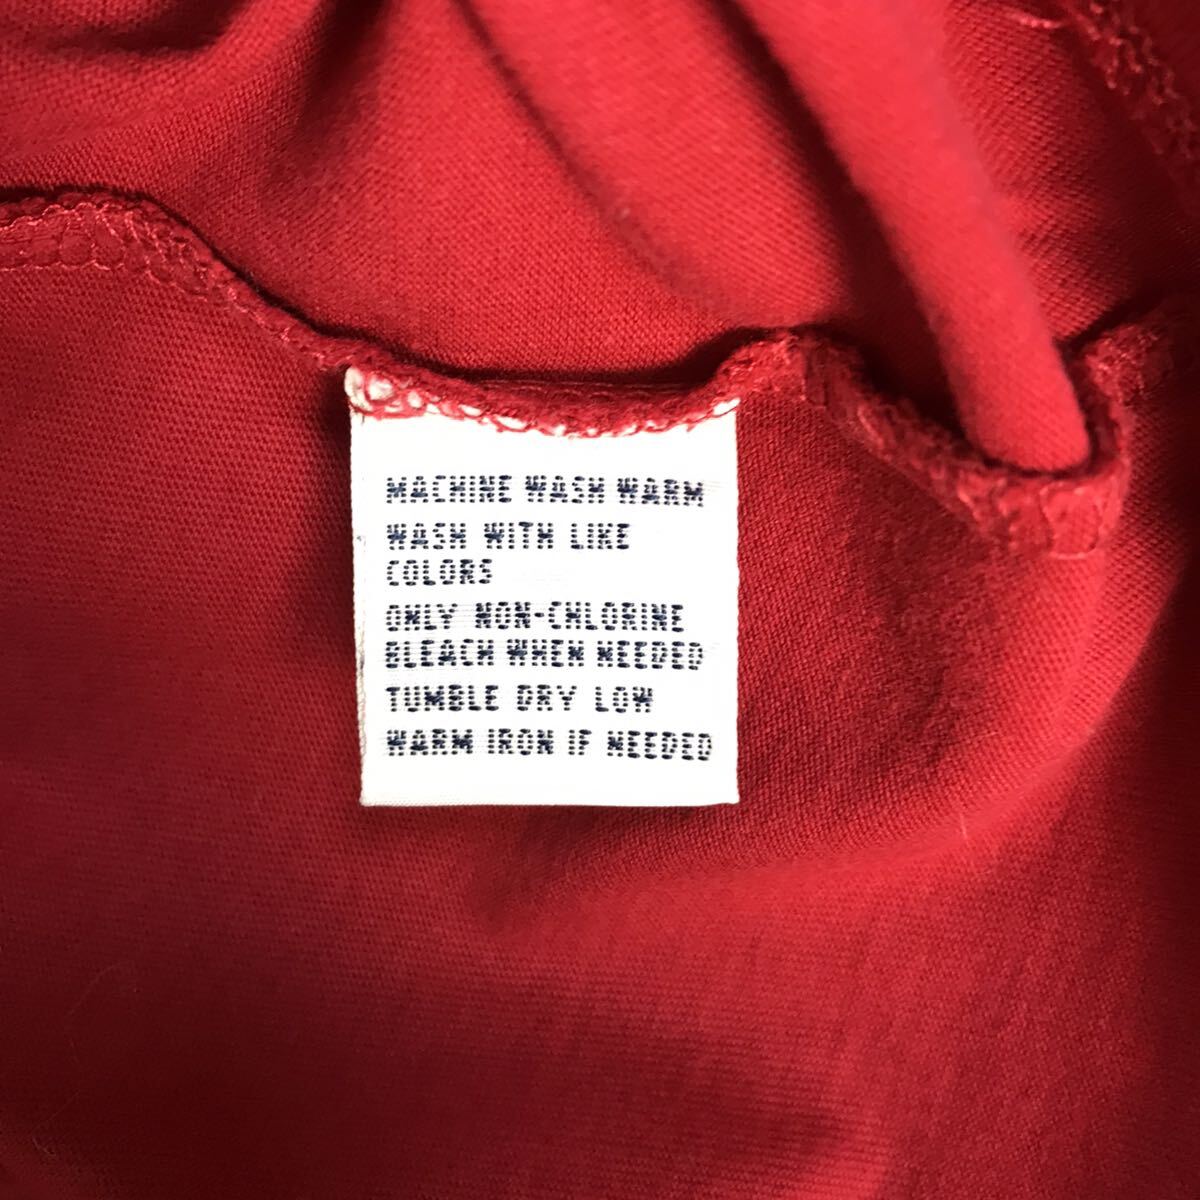 MACHINE WASH WARM
WASH WITH LIKE
COLORS
ONLY NON-CHLORINE
BLEACH WHEN NEEDED
TUMBLE DRY LOW
WARM IRON IF NEEDED